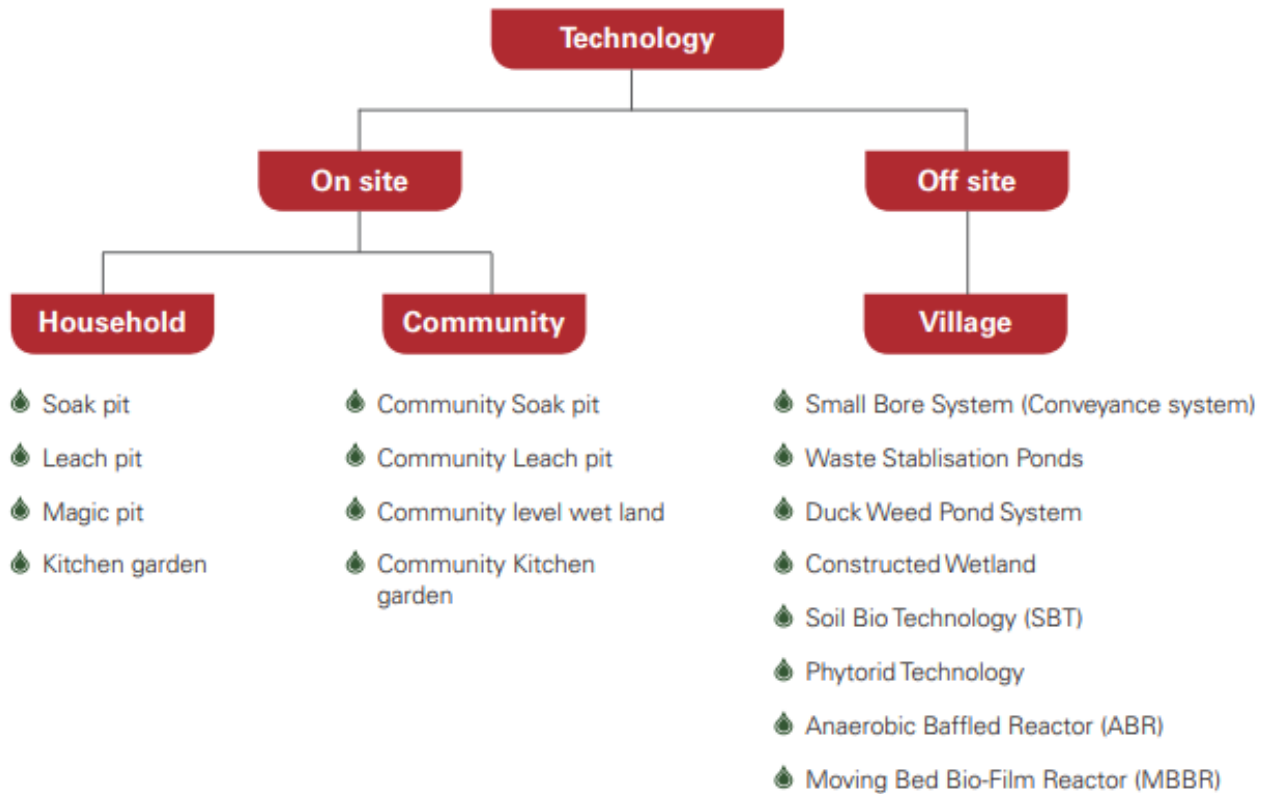 Technology
On site
Off site
Household
Community
Village
Soak pit
Leach pit
Magic pit
Kitchen garden
Community Soak pit
Community Leach pit
Community level wet land
Community Kitchen
garden
Small Bore System (Conveyance system)
Waste Stablisation Ponds
Duck Weed Pond System
Constructed Wetland
Soil Bio Technology (SBT)
Phytorid Technology
Anaerobic Baffled Reactor (ABR)
Moving Bed Bio-Film Reactor (MBBR)